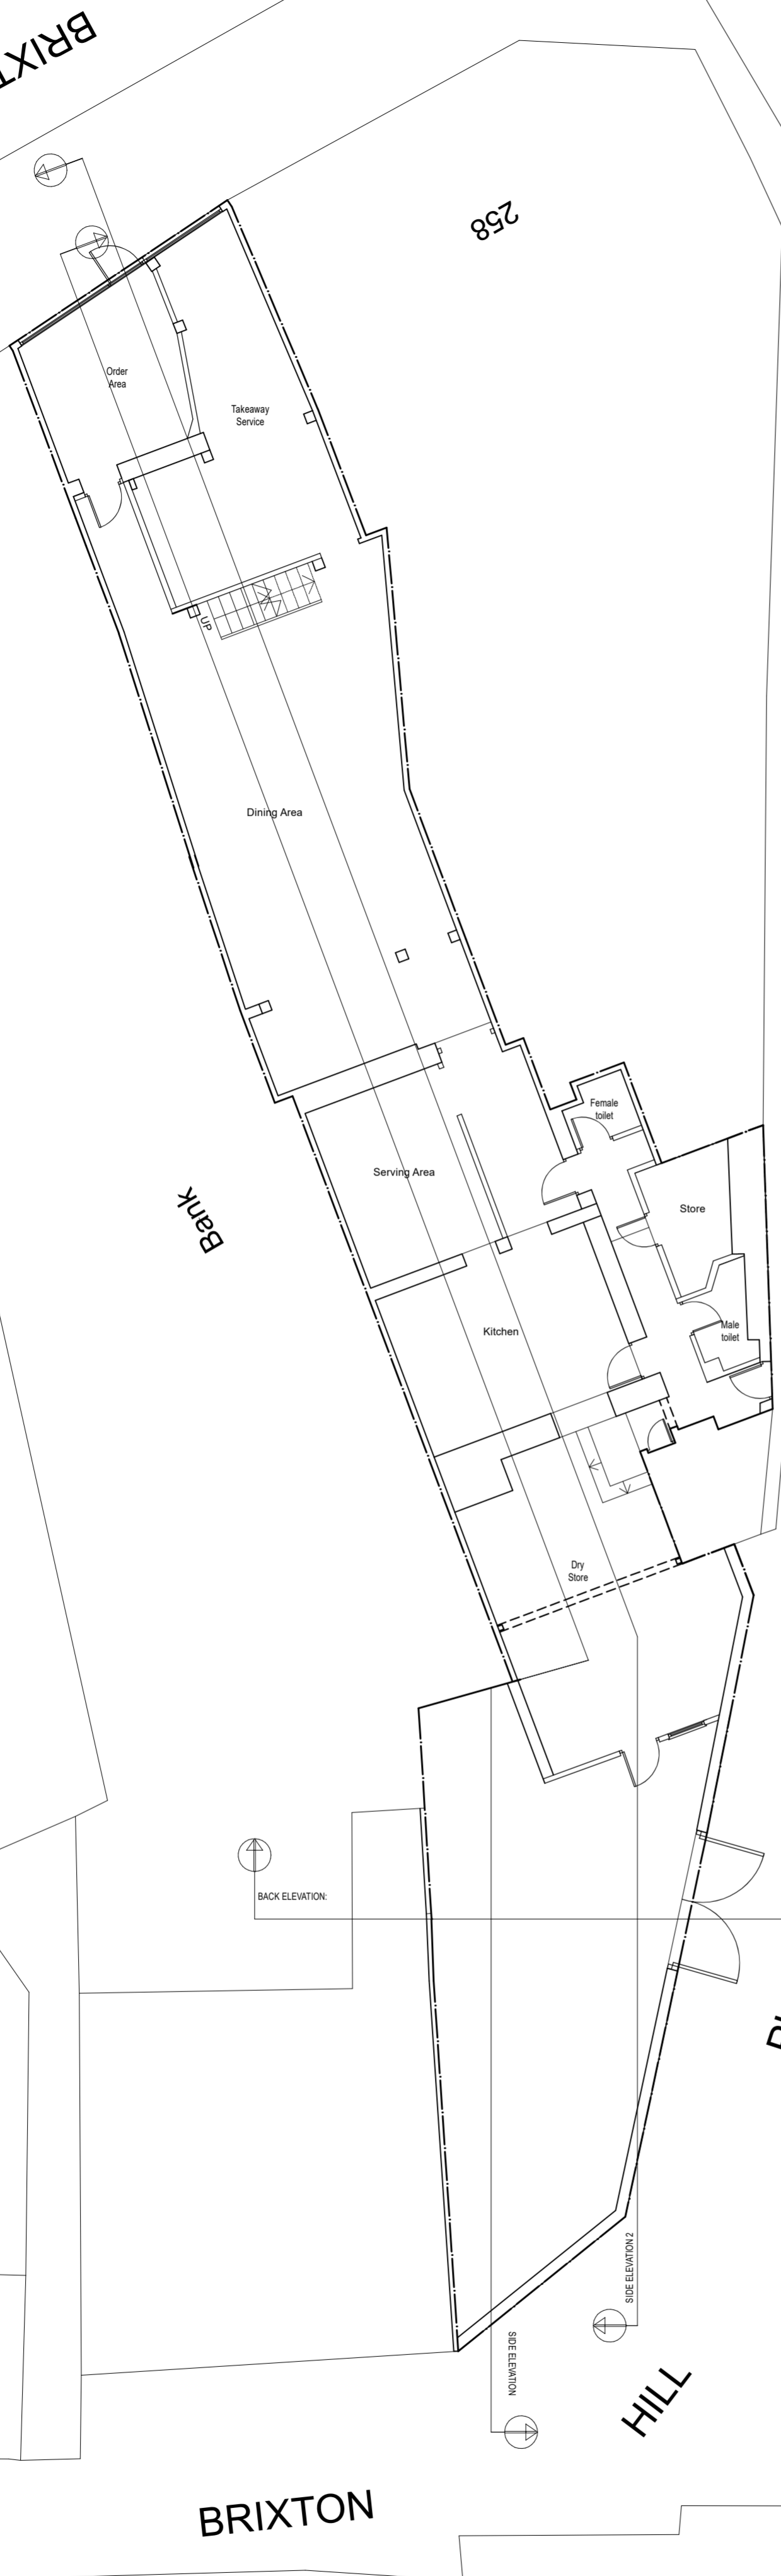 BRIXT
258
Order
Area
Takeaway
Service
UP
Dining Area
Female
toilet
Serving Area
Store
Bank
Kitchen
Male
toilet
Dry
Store
BACK ELEVATION:
SIDE ELEVATION 2
SIDE ELEVATION
HILL
BRIXTON